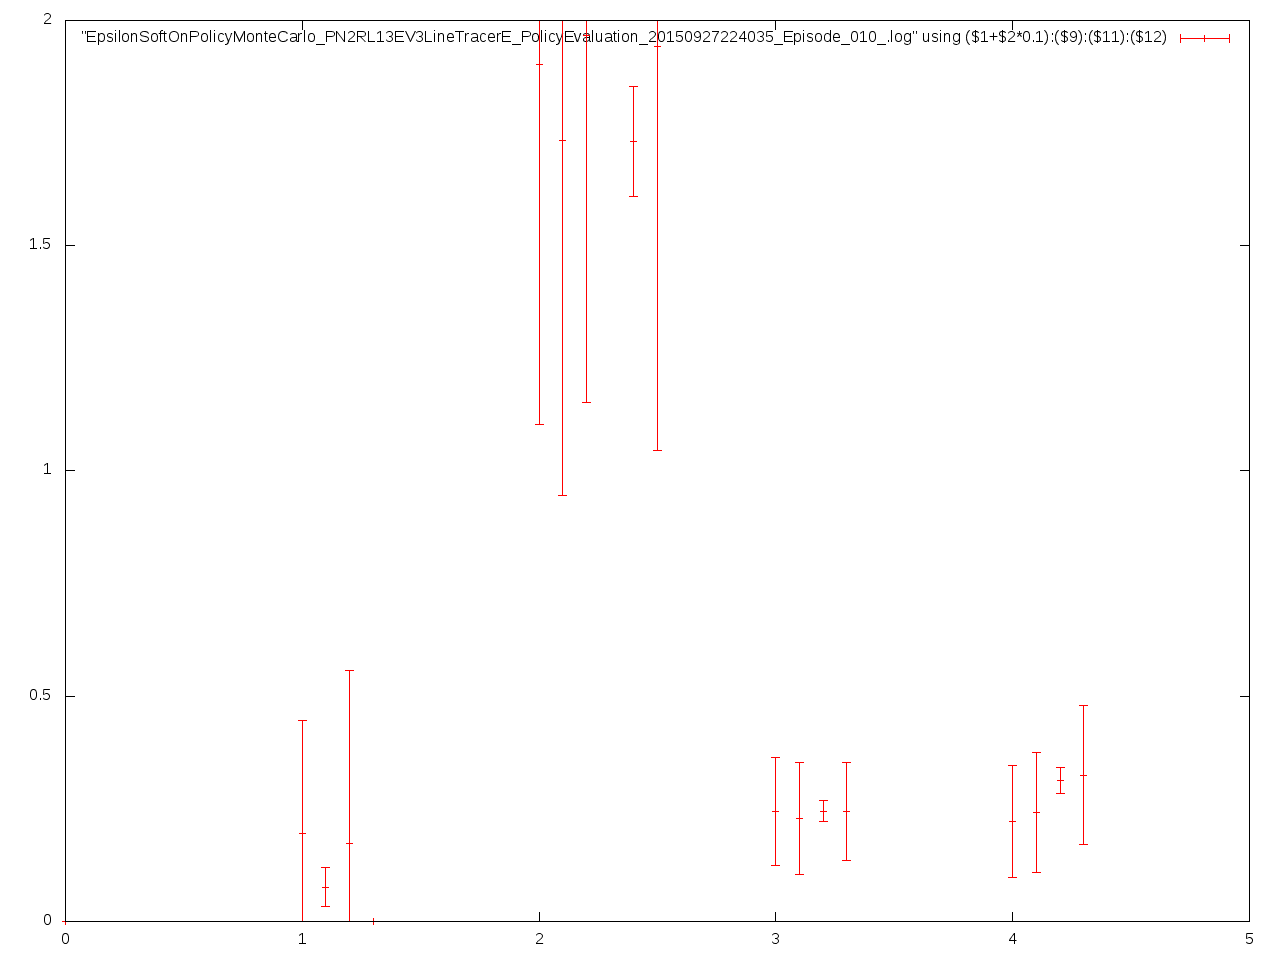 2
"EpsilonSoftOnPolicyMonteCarlo_PN2RL13EV3LineTracerE_PolicyEvaluation_20150927224035_Episode_010_.log" using ($1+$2*0.1):($9):($11):($12)
1.5
1
0.5
0
0 1 2 3 4 5